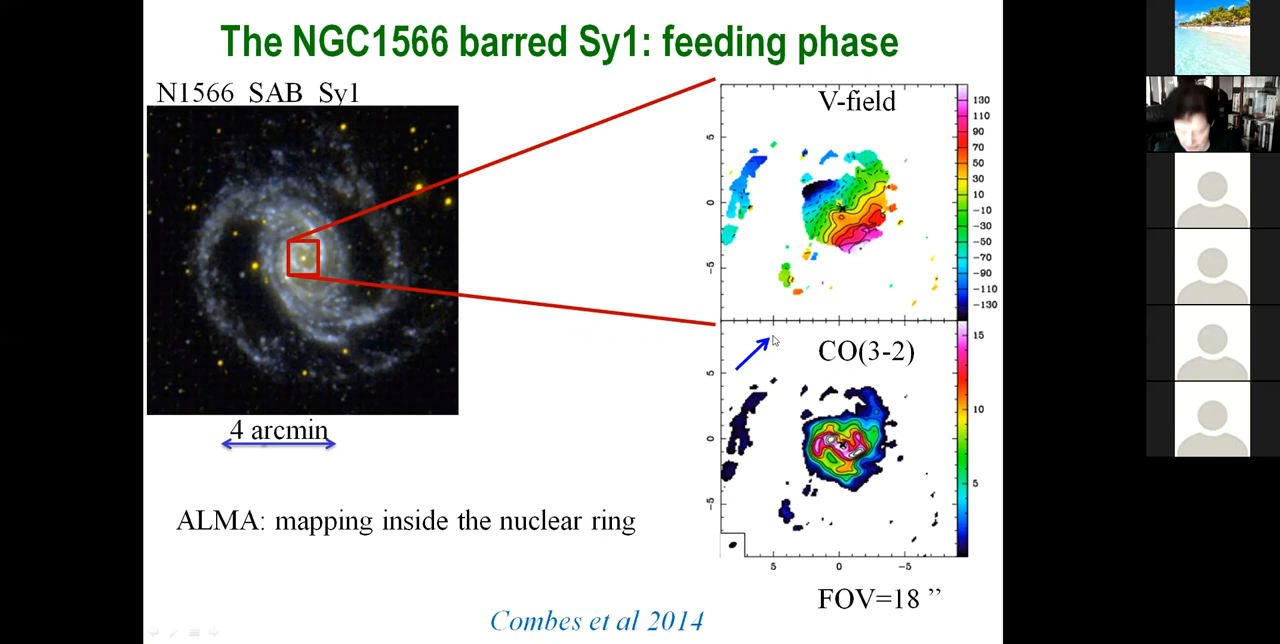 The NGC1566 barred Sy1: feeding phase
N1566 SAB Sy1
V-field
130
110
90
70
50
30
10
−10
−30
−50
−70
−90
−110
−130
5
0
−5
4 arcmin
CO(3-2)
15
10
5
5
0
−5
5 0 −5
ALMA: mapping inside the nuclear ring
FOV=18 ”
Combes et al 2014